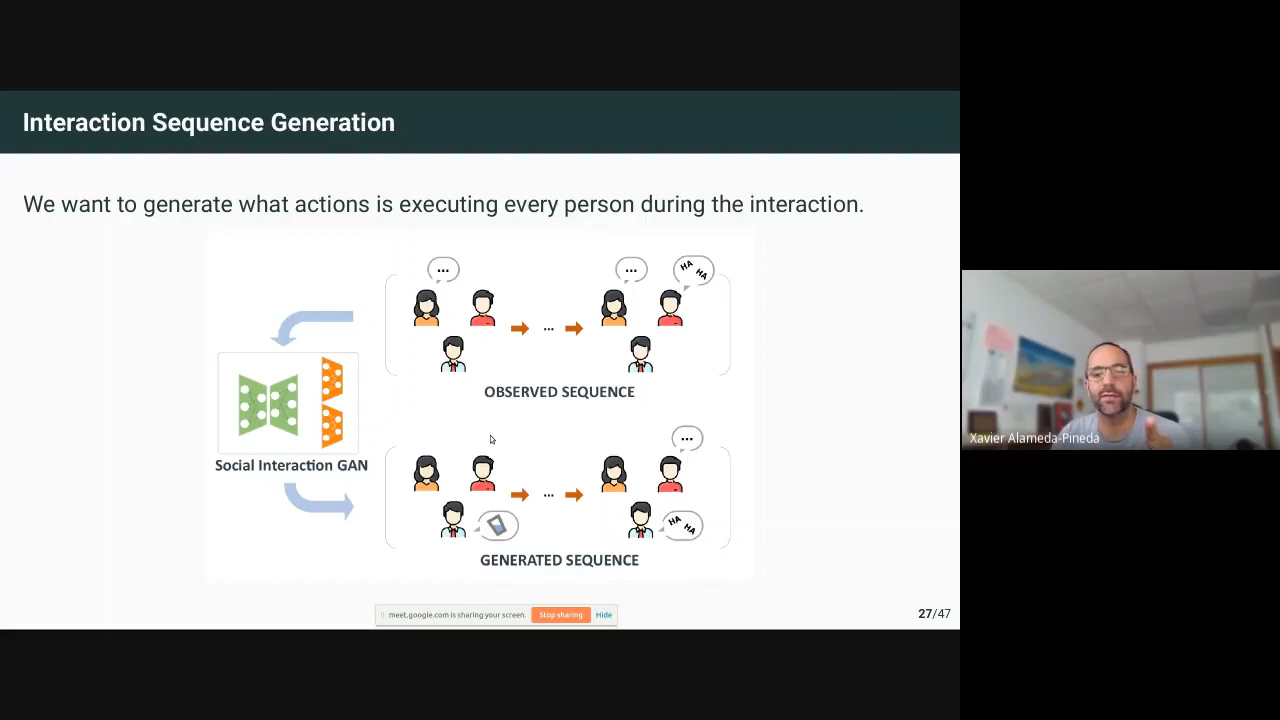 Interaction Sequence Generation
We want to generate what actions is executing every person during the interaction.
...
...
HA
HA
...
OBSERVED SEQUENCE
Social Interaction GAN
...
...
HA
HA
GENERATED SEQUENCE
meet.google.com is sharing your screen. Stop sharing Hide
27/47
Xavier Alameda-Pineda